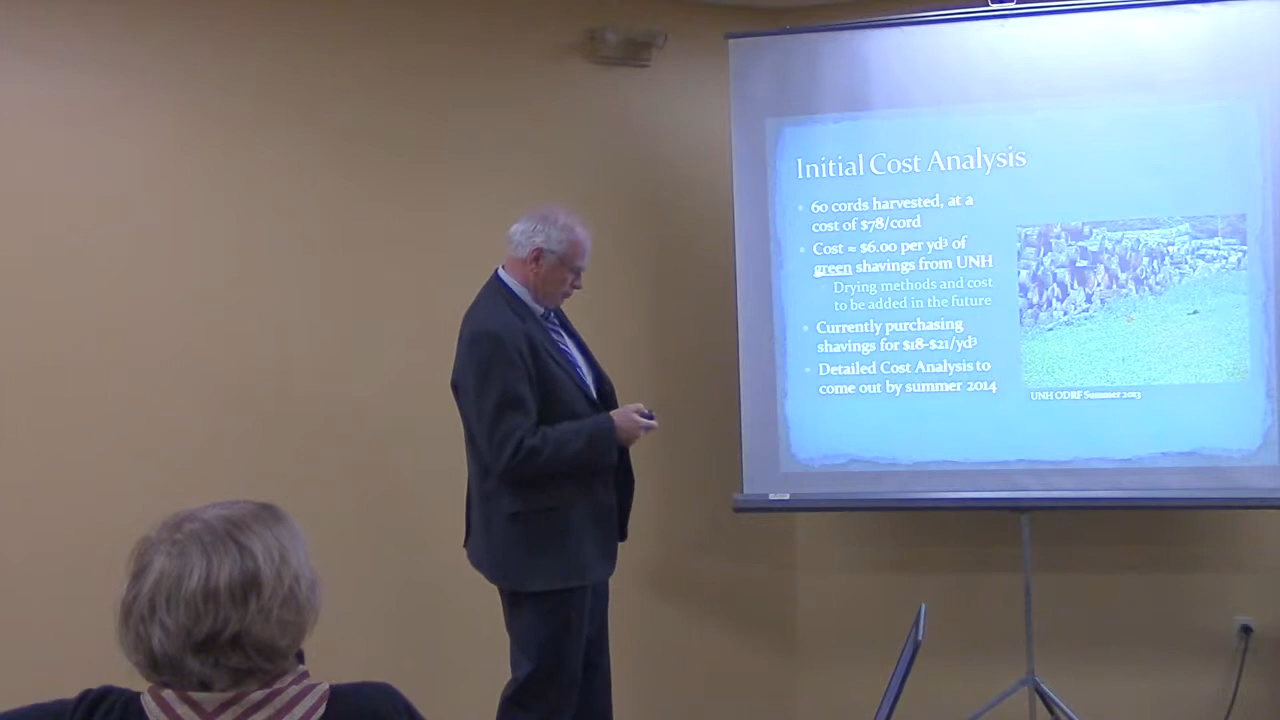 Initial Cost Analysis
60 cords harvested, at a
cost of $78/cord
Cost ≈ $6.00 per yd³ of
green shavings from UNH
Drying methods and cost
to be added in the future
Currently purchasing
shavings for $18-$21/yd³
Detailed Cost Analysis to
come out by summer 2014
UNH ODRF Summer 2013